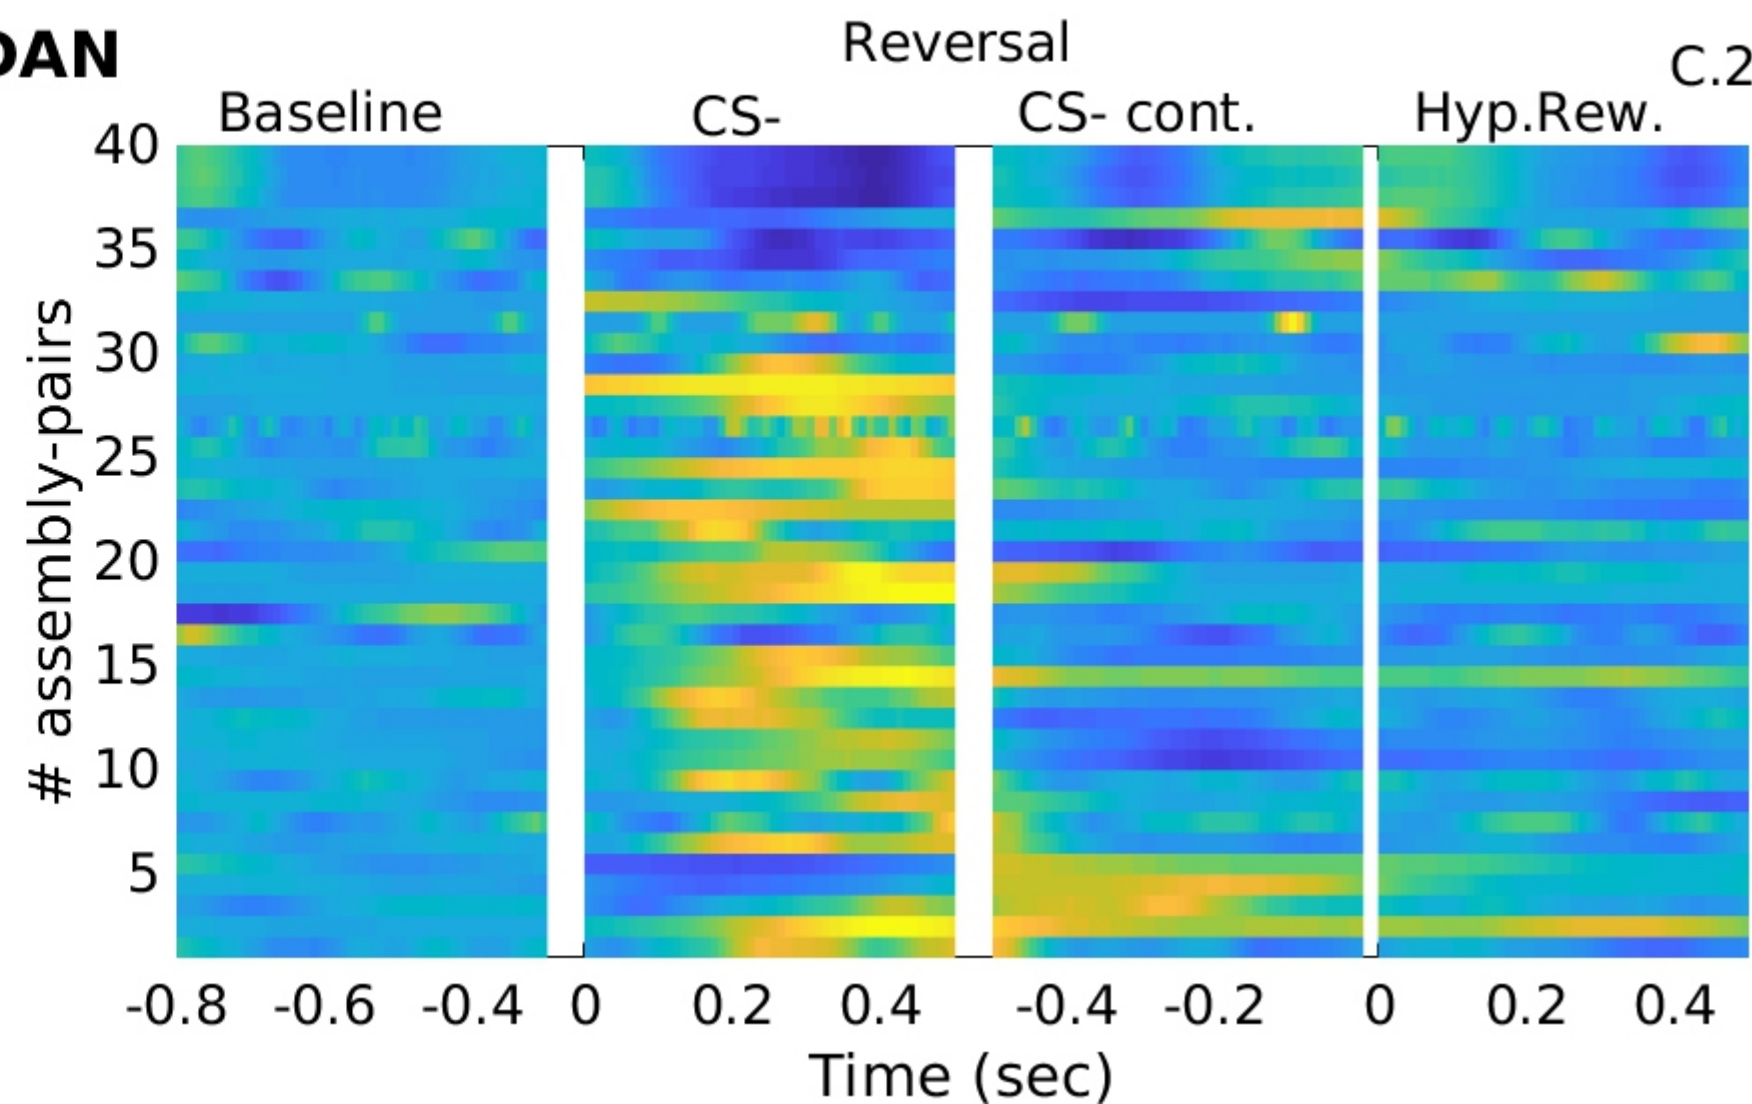 DAN
Reversal
C.2
Baseline CS- CS- cont. Hyp.Rew.
40
35
30
25
20
15
10
5
# assembly-pairs
-0.8 -0.6 -0.4 0 0.2 0.4 -0.4 -0.2 0 0.2 0.4
Time (sec)